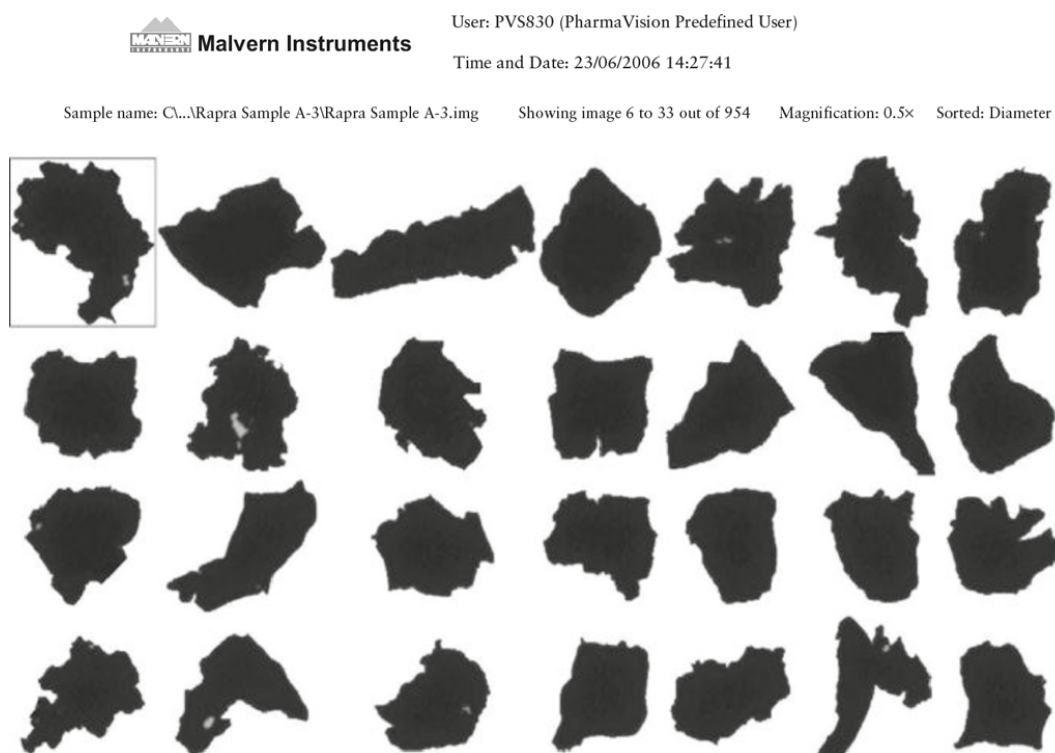 User: PVS830 (PharmaVision Predefined User)
MALVERN Malvern Instruments
Time and Date: 23/06/2006 14:27:41
Sample name: C\...\Rapra Sample A-3\Rapra Sample A-3.img Showing image 6 to 33 out of 954 Magnification: 0.5× Sorted: Diameter